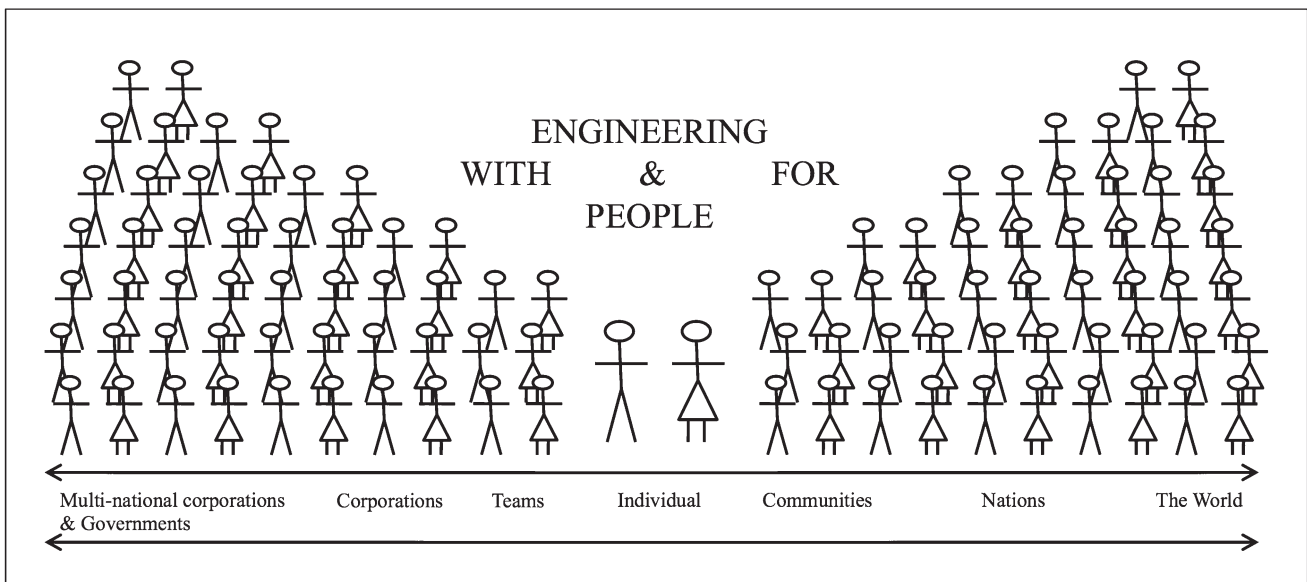 ENGINEERING
WITH & FOR
PEOPLE
Multi-national corporations Corporations Teams Individual Communities Nations The World
& Governments